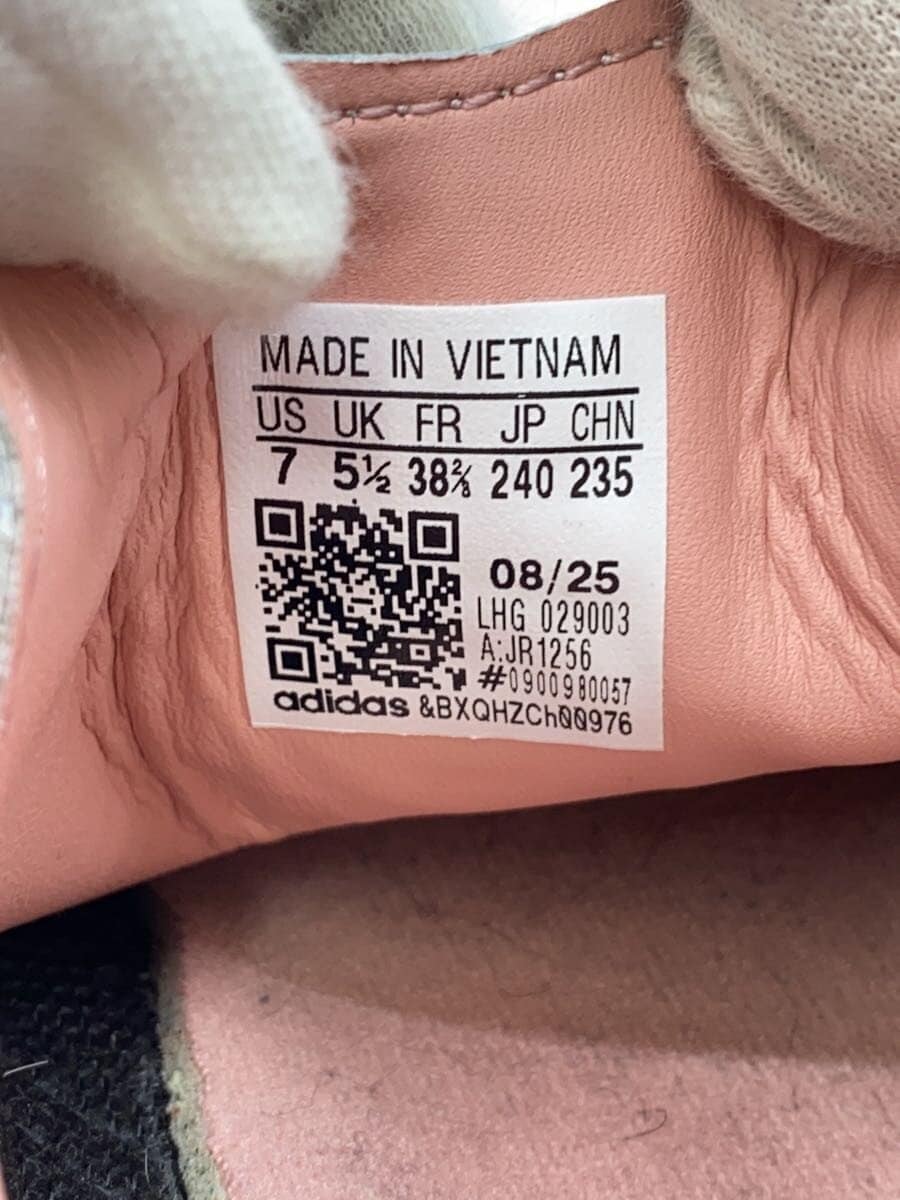 MADE IN VIETNAM
US UK FR JP CHN
7 5½ 38⅔ 240 235
08/25
LHG 029003
A:JR1256
#0900980057
adidas &BXQHZCh00976